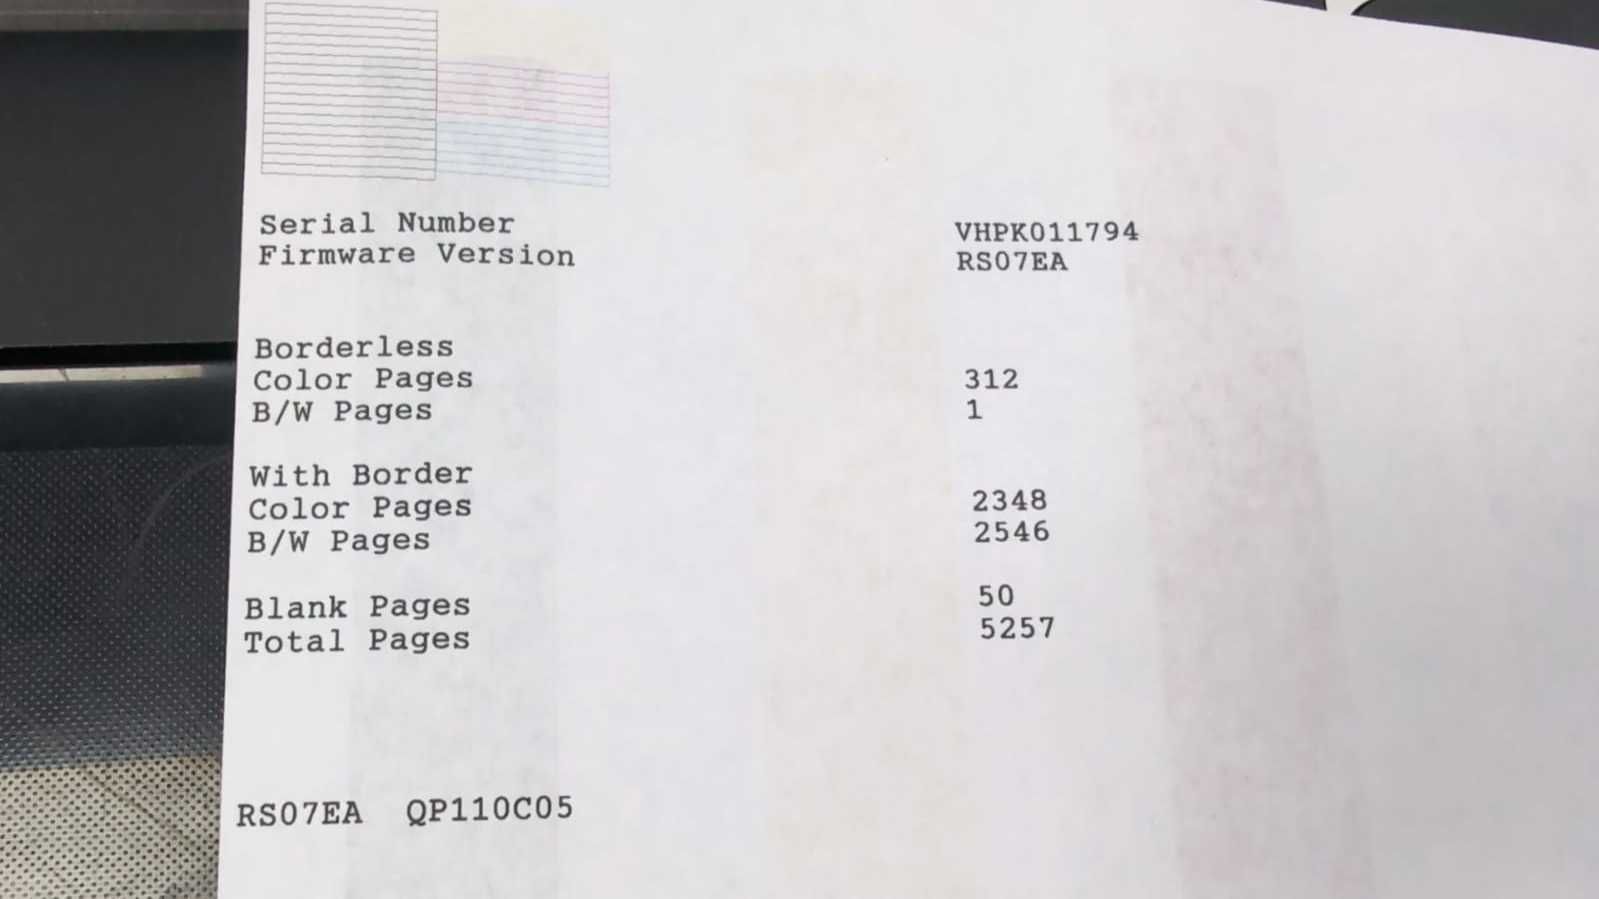 Serial Number VHPK011794
Firmware Version RS07EA
Borderless
Color Pages 312
B/W Pages 1
With Border
Color Pages 2348
B/W Pages 2546
Blank Pages 50
Total Pages 5257
RS07EA QP110C05